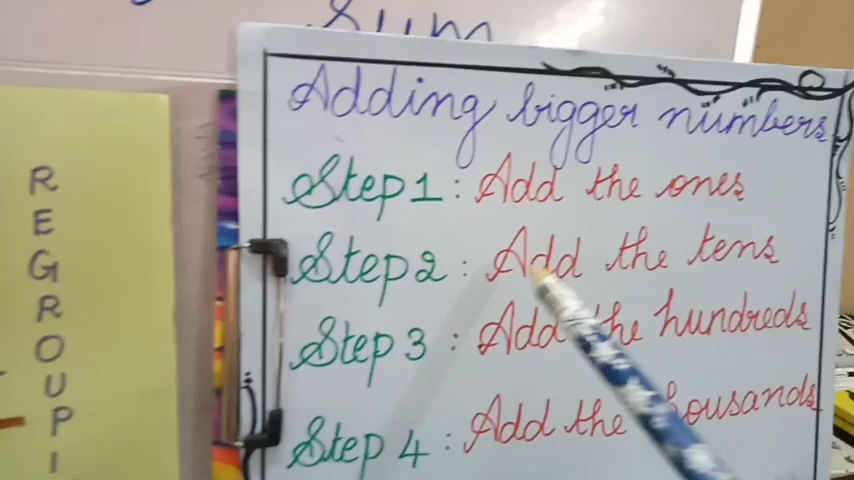 Sum
Adding bigger numbers
Step 1 : Add the ones
Step 2 : Add the tens
Step 3 : Add the hundreds
Step 4 : Add the thousands
R
E
G
R
O
U
P
I